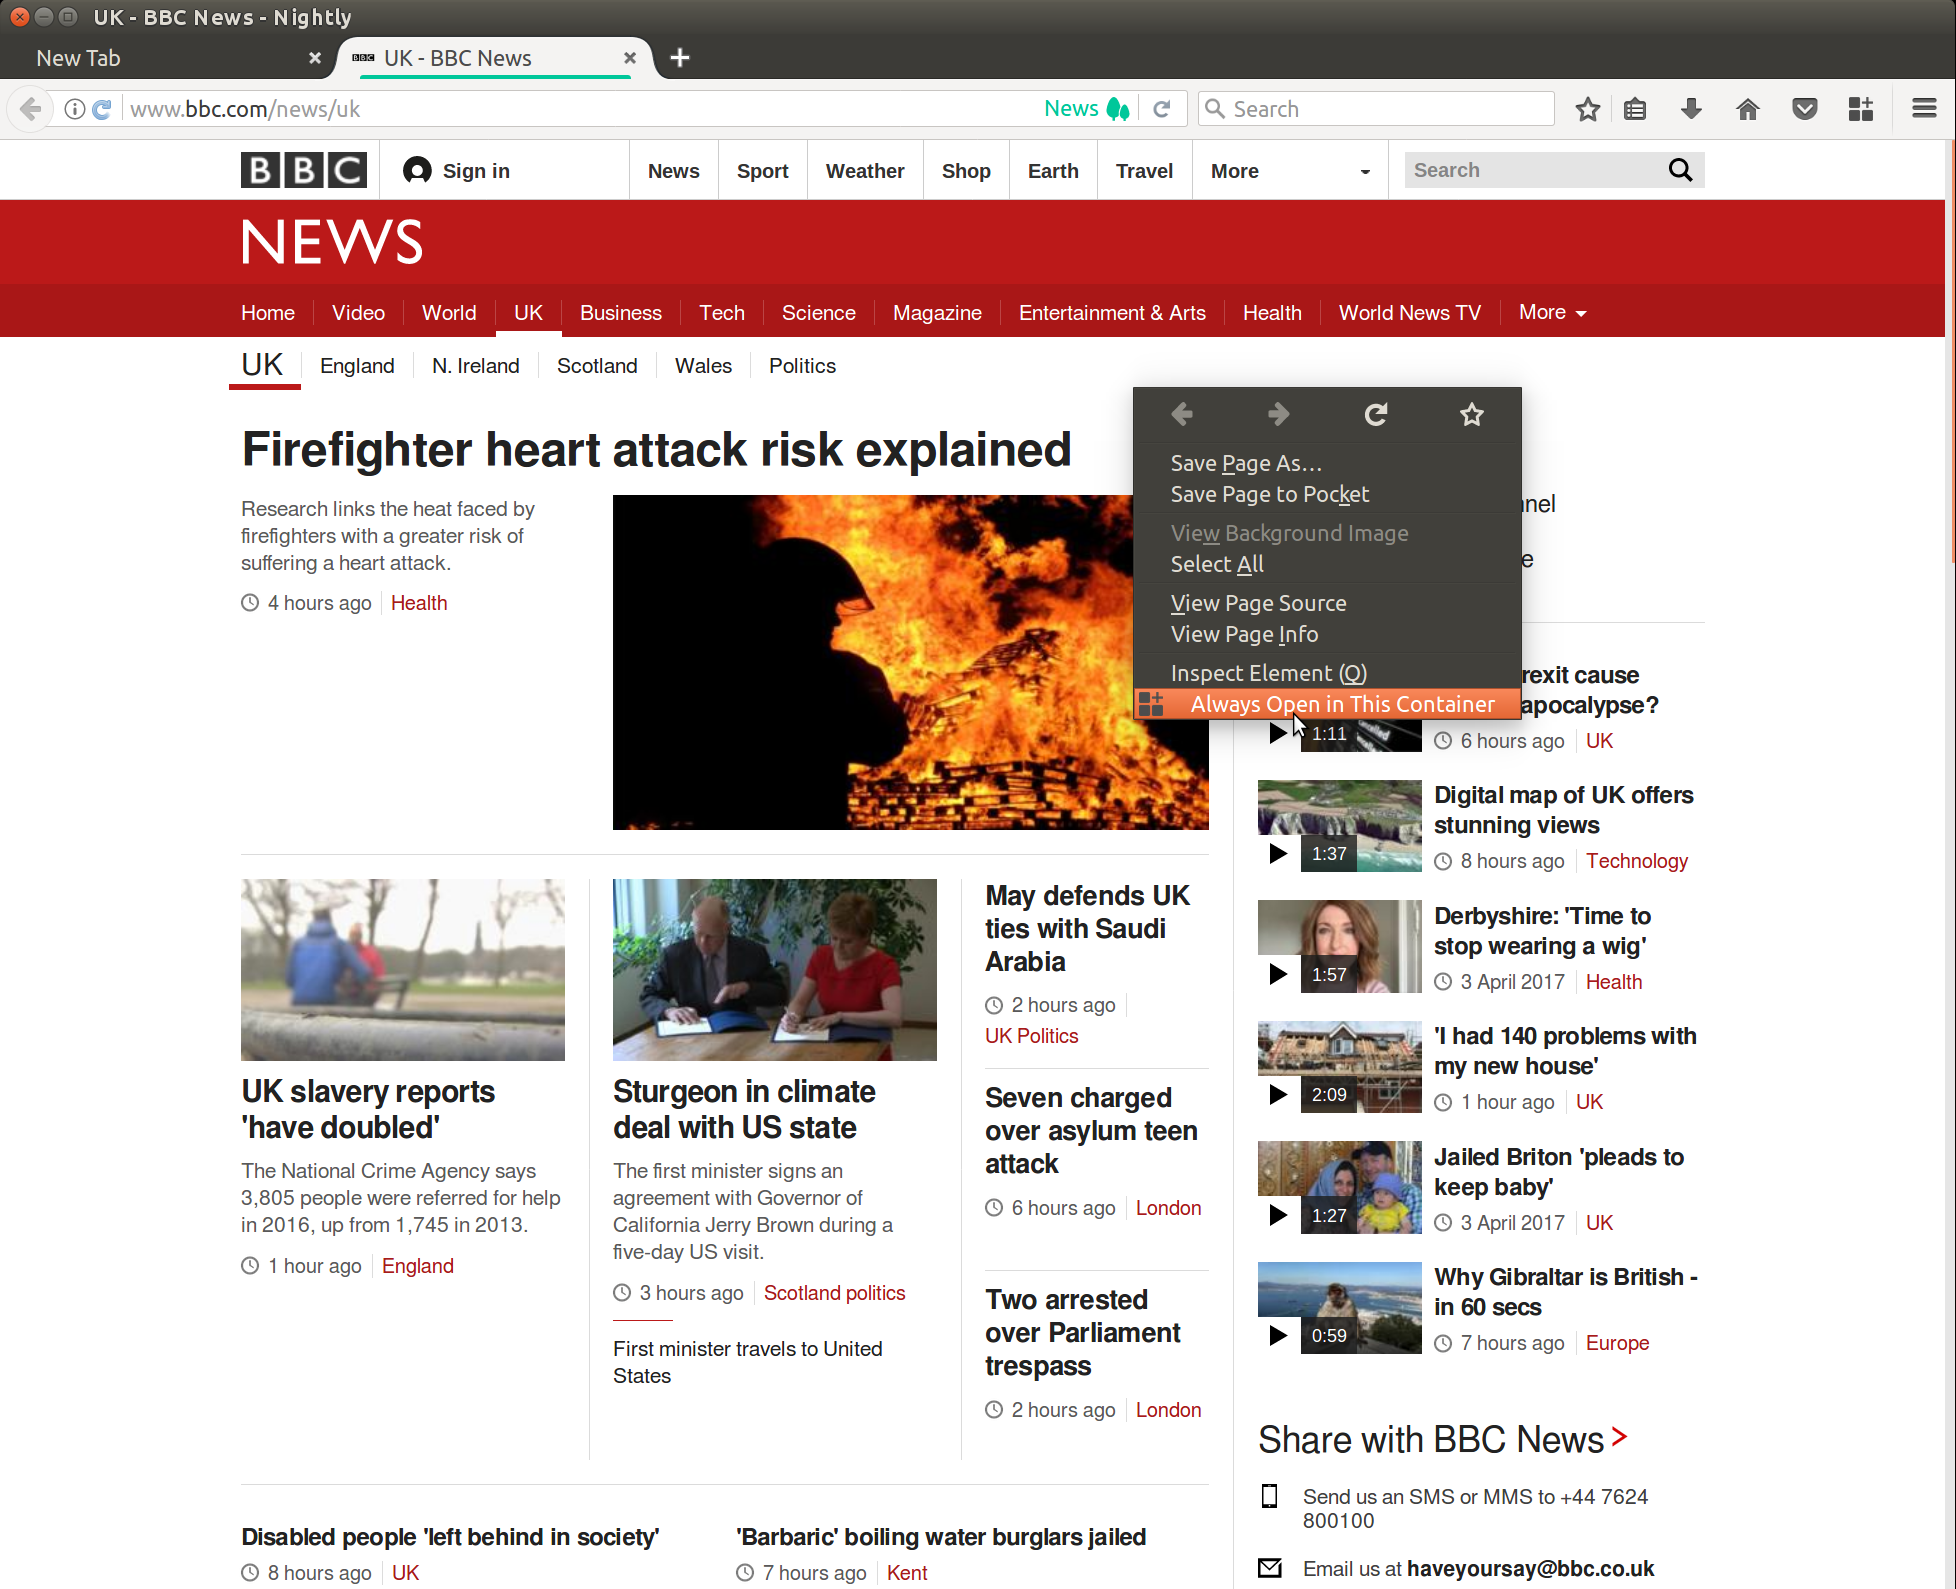 UK - BBC News - Nightly
New Tab
BBC UK - BBC News
www.bbc.com/news/uk
News
Search
BBC
Sign in
News
Sport
Weather
Shop
Earth
Travel
More
Search
NEWS
Home
Video
World
UK
Business
Tech
Science
Magazine
Entertainment & Arts
Health
World News TV
More
UK
England
N. Ireland
Scotland
Wales
Politics
Firefighter heart attack risk explained
Research links the heat faced by
firefighters with a greater risk of
suffering a heart attack.
4 hours ago
Health
Save Page As…
Save Page to Pocket
View Background Image
Select All
View Page Source
View Page Info
Inspect Element (Q)
Always Open in This Container
UK slavery reports
'have doubled'
The National Crime Agency says
3,805 people were referred for help
in 2016, up from 1,745 in 2013.
1 hour ago
England
Sturgeon in climate
deal with US state
The first minister signs an
agreement with Governor of
California Jerry Brown during a
five-day US visit.
3 hours ago
Scotland politics
First minister travels to United
States
May defends UK
ties with Saudi
Arabia
2 hours ago
UK Politics
Seven charged
over asylum teen
attack
6 hours ago
London
Two arrested
over Parliament
trespass
2 hours ago
London
cause
apocalypse?
1:11
6 hours ago
UK
Digital map of UK offers
stunning views
1:37
8 hours ago
Technology
Derbyshire: 'Time to
stop wearing a wig'
1:57
3 April 2017
Health
'I had 140 problems with
my new house'
2:09
1 hour ago
UK
Jailed Briton 'pleads to
keep baby'
1:27
3 April 2017
UK
Why Gibraltar is British -
in 60 secs
0:59
7 hours ago
Europe
Share with BBC News
Send us an SMS or MMS to +44 7624
800100
Email us at haveyoursay@bbc.co.uk
Disabled people 'left behind in society'
8 hours ago
UK
'Barbaric' boiling water burglars jailed
7 hours ago
Kent